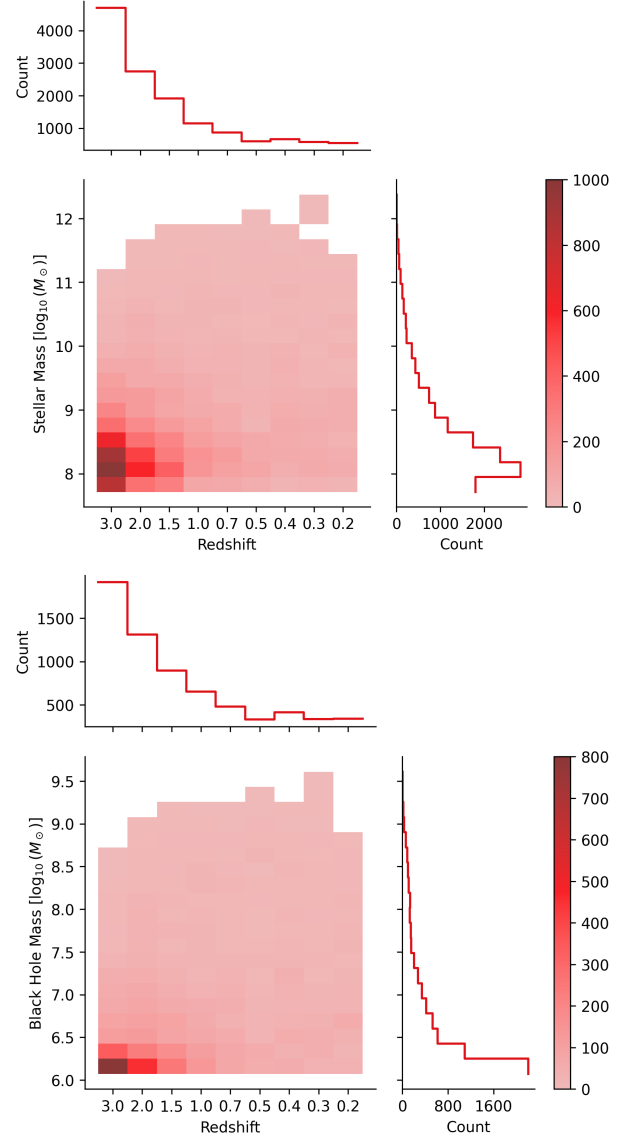 4000
3000
2000
1000
Count
12
11
10
9
8
Stellar Mass [log₁₀ (M⊙)]
3.0 2.0 1.5 1.0 0.7 0.5 0.4 0.3 0.2
Redshift
0 1000 2000
Count
1000
800
600
400
200
0
1500
1000
500
Count
9.5
9.0
8.5
8.0
7.5
7.0
6.5
6.0
Black Hole Mass [log₁₀ (M⊙)]
3.0 2.0 1.5 1.0 0.7 0.5 0.4 0.3 0.2
Redshift
0 800 1600
Count
800
700
600
500
400
300
200
100
0